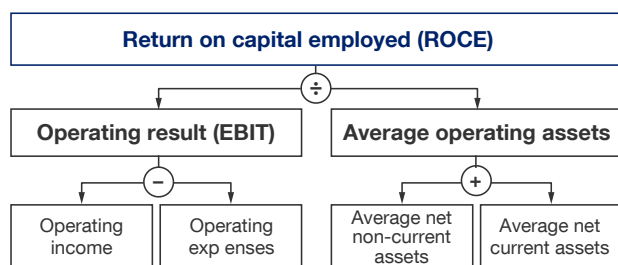 Return on capital employed (ROCE)
÷
Operating result (EBIT)
Average operating assets
−
+
Operating
income
Operating
exp enses
Average net
non-current
assets
Average net
current assets